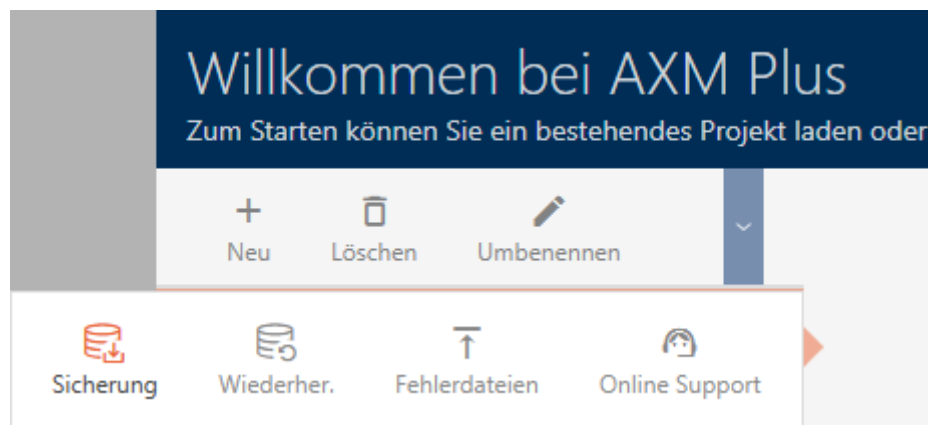 Willkommen bei AXM Plus
Zum Starten können Sie ein bestehendes Projekt laden oder
Neu Löschen Umbenennen
Sicherung Wiederher. Fehlerdateien Online Support